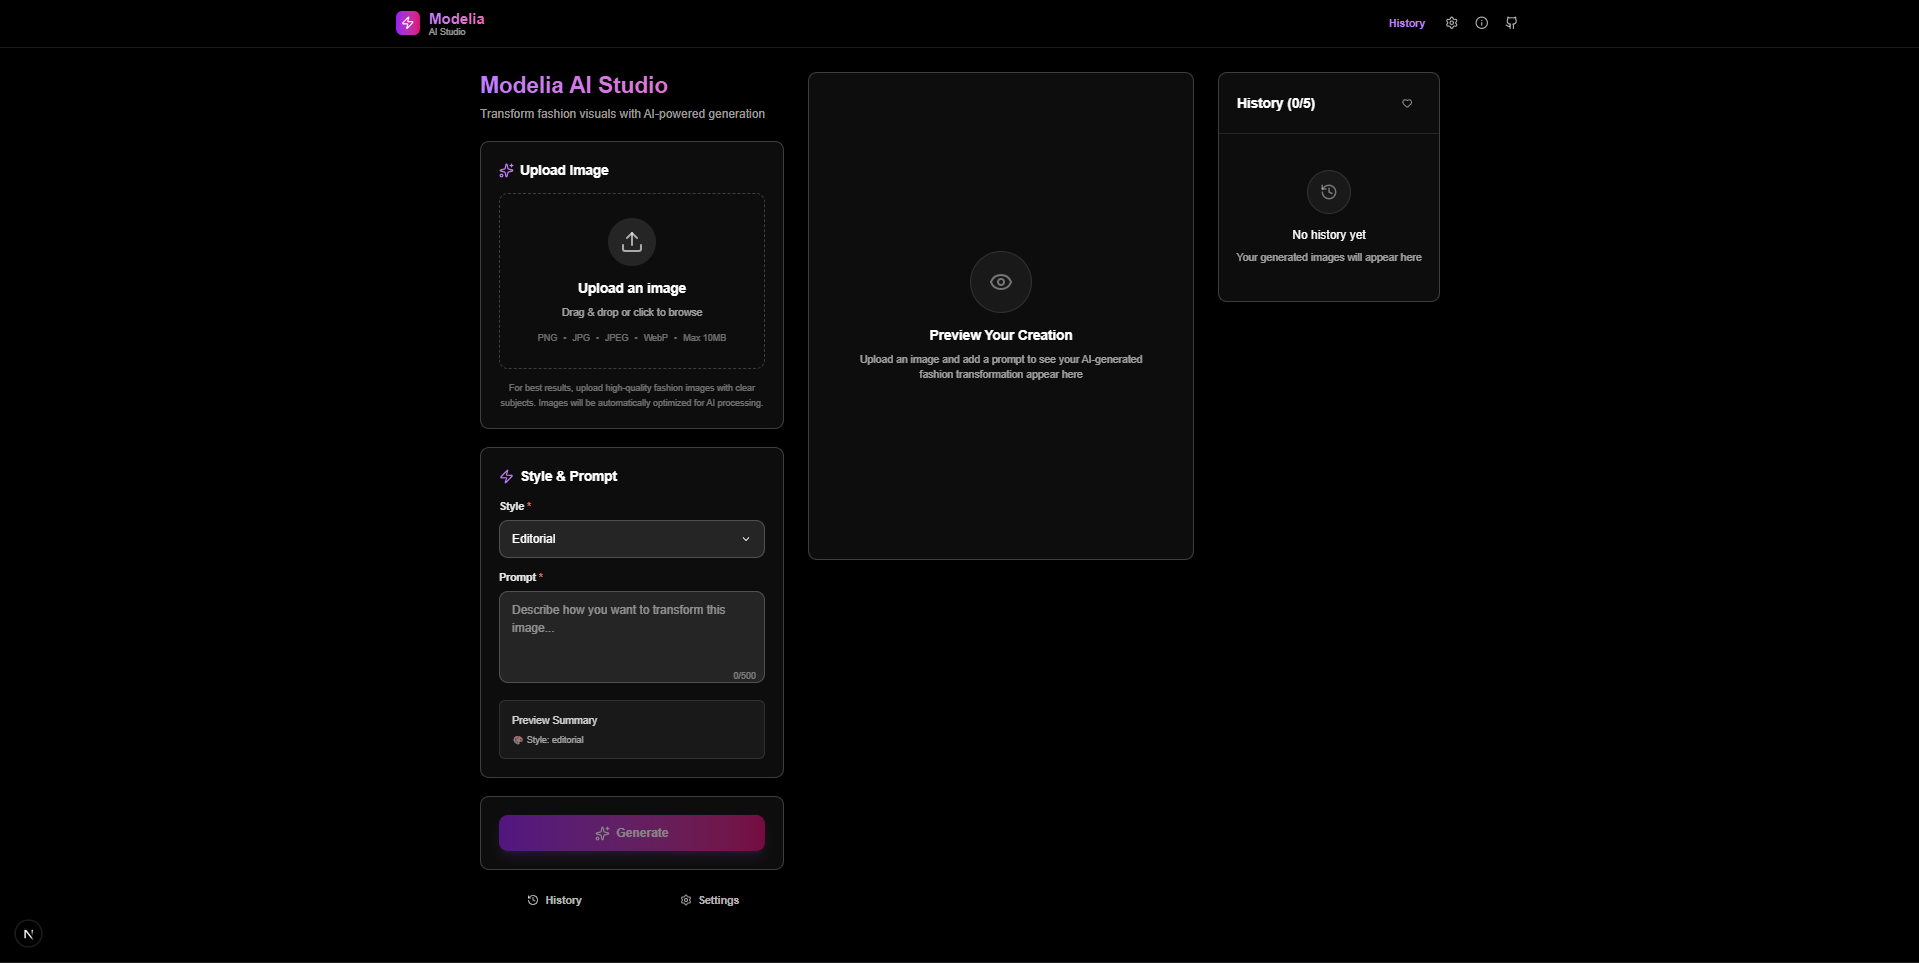 Modelia
AI Studio
History
Modelia AI Studio
Transform fashion visuals with AI-powered generation
Upload Image
Upload an image
Drag & drop or click to browse
PNG • JPG • JPEG • WebP • Max 10MB
For best results, upload high-quality fashion images with clear
subjects. Images will be automatically optimized for AI processing.
Style & Prompt
Style *
Editorial
Prompt *
Describe how you want to transform this
image...
0/500
Preview Summary
Style: editorial
Generate
History
Settings
Preview Your Creation
Upload an image and add a prompt to see your AI-generated
fashion transformation appear here
History (0/5)
No history yet
Your generated images will appear here
N